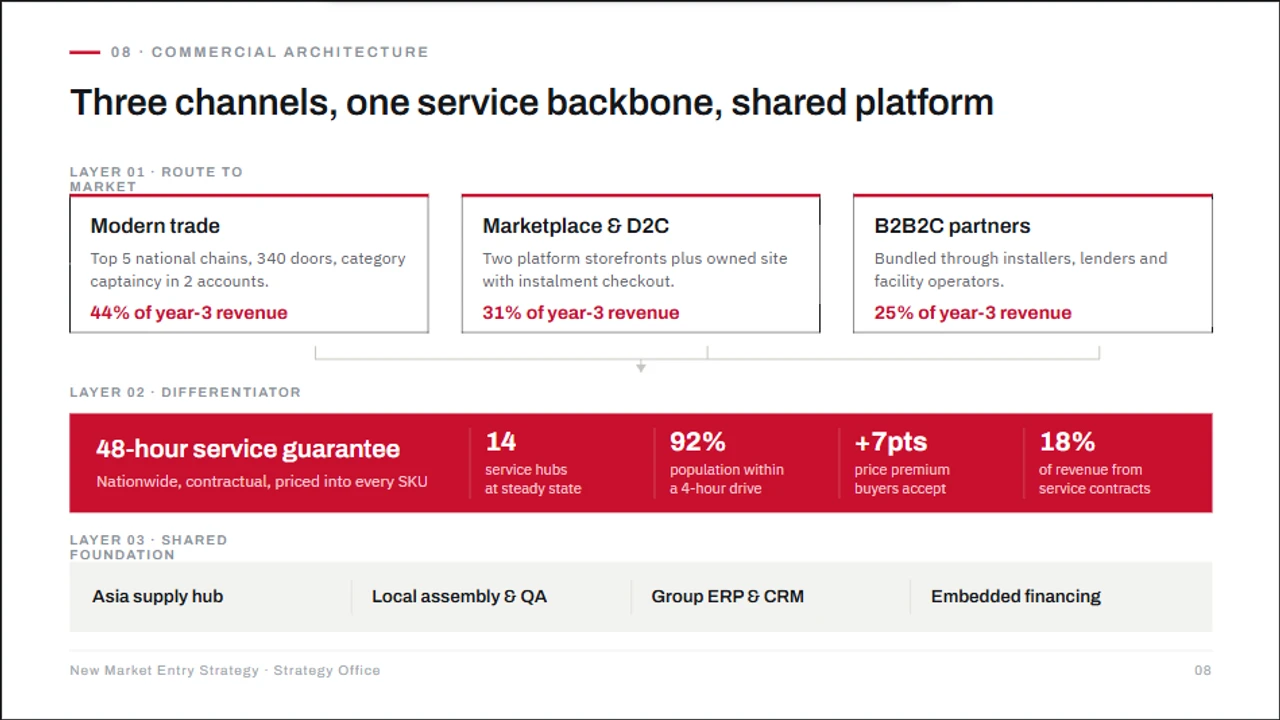 08 · COMMERCIAL ARCHITECTURE
Three channels, one service backbone, shared platform
LAYER 01 · ROUTE TO
MARKET
Modern trade
Top 5 national chains, 340 doors, category
captaincy in 2 accounts.
44% of year-3 revenue
Marketplace & D2C
Two platform storefronts plus owned site
with instalment checkout.
31% of year-3 revenue
B2B2C partners
Bundled through installers, lenders and
facility operators.
25% of year-3 revenue
LAYER 02 · DIFFERENTIATOR
48-hour service guarantee
Nationwide, contractual, priced into every SKU
14
service hubs
at steady state
92%
population within
a 4-hour drive
+7pts
price premium
buyers accept
18%
of revenue from
service contracts
LAYER 03 · SHARED
FOUNDATION
Asia supply hub
Local assembly & QA
Group ERP & CRM
Embedded financing
New Market Entry Strategy · Strategy Office
08